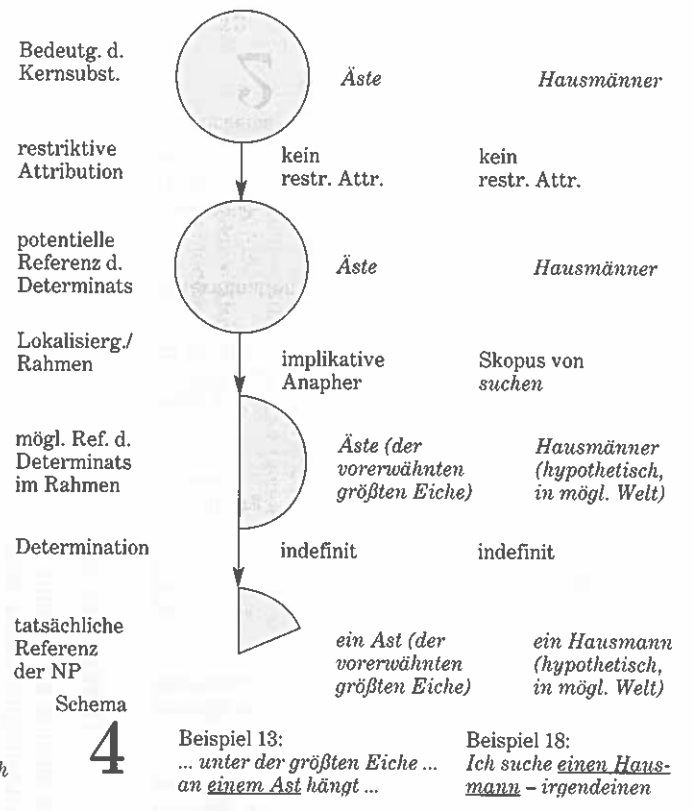 Bedeutg. d.
Kernsubst.
Äste
Hausmänner
restriktive
Attribution
kein
restr. Attr.
kein
restr. Attr.
potentielle
Referenz d.
Determinats
Äste
Hausmänner
Lokalisierg./
Rahmen
implikative
Anapher
Skopus von
suchen
mögl. Ref. d.
Determinats
im Rahmen
Äste (der
vorerwähnten
größten Eiche)
Hausmänner
(hypothetisch,
in mögl. Welt)
Determination
indefinit
indefinit
tatsächliche
Referenz
der NP
ein Ast (der
vorerwähnten
größten Eiche)
ein Hausmann
(hypothetisch,
in mögl. Welt)
Schema
4
Beispiel 13:
... unter der größten Eiche ...
an einem Ast hängt ...
Beispiel 18:
Ich suche einen Haus-
mann – irgendeinen
h